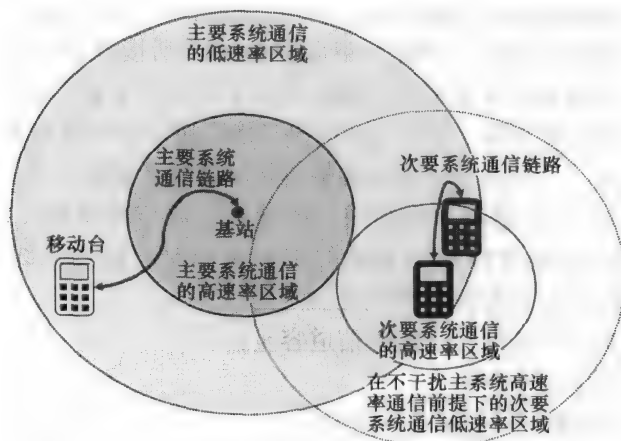 主要系统通信
的低速率区域
主要系统
通信链路
次要系统通信链路
基站
移动台
主要系统通信
的高速率区域
次要系统通信
的高速率区域
在不干扰主系统高速
率通信前提下的次要
系统通信低速率区域